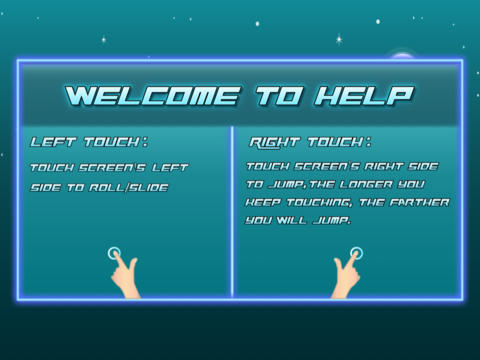 WELCOME TO HELP
LEFT TOUCH:
TOUCH SCREEN'S LEFT
SIDE TO ROLL/SLIDE
RIGHT TOUCH:
TOUCH SCREEN'S RIGHT SIDE
TO JUMP, THE LONGER YOU
KEEP TOUCHING, THE FARTHER
YOU WILL JUMP.